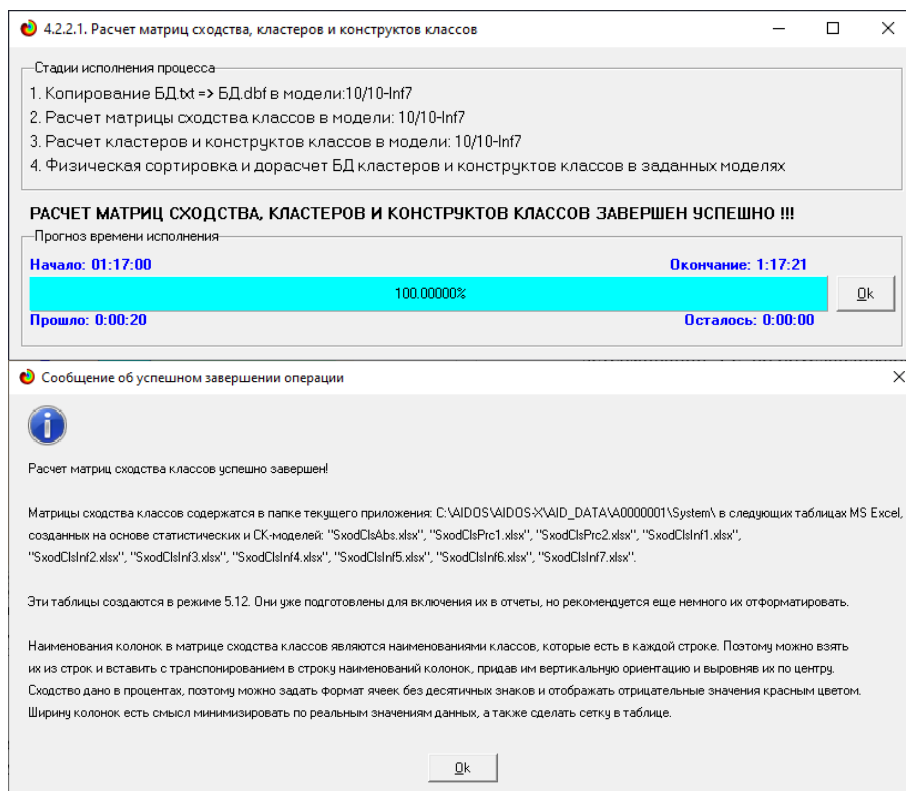 4.2.2.1. Расчет матриц сходства, кластеров и конструктов классов
Стадии исполнения процесса
1. Копирование БД.txt => БД.dbf в модели:10/10-Inf7
2. Расчет матрицы сходства классов в модели: 10/10-Inf7
3. Расчет кластеров и конструктов классов в модели: 10/10-Inf7
4. Физическая сортировка и дорасчет БД кластеров и конструктов классов в заданных моделях
РАСЧЕТ МАТРИЦ СХОДСТВА, КЛАСТЕРОВ И КОНСТРУКТОВ КЛАССОВ ЗАВЕРШЕН УСПЕШНО !!!
Прогноз времени исполнения
Начало: 01:17:00
Окончание: 1:17:21
100.00000%
Ok
Прошло: 0:00:20
Осталось: 0:00:00
Сообщение об успешном завершении операции
Расчет матриц сходства классов успешно завершен!
Матрицы сходства классов содержатся в папке текущего приложения: C:\AIDOS\AIDOS-X\AID_DATA\A0000001\System\ в следующих таблицах MS Excel,
созданных на основе статистических и СК-моделей: "SxodClsAbs.xlsx", "SxodClsPrc1.xlsx", "SxodClsPrc2.xlsx", "SxodClsInf1.xlsx",
"SxodClsInf2.xlsx", "SxodClsInf3.xlsx", "SxodClsInf4.xlsx", "SxodClsInf5.xlsx", "SxodClsInf6.xlsx", "SxodClsInf7.xlsx".
Эти таблицы создаются в режиме 5.12. Они уже подготовлены для включения их в отчеты, но рекомендуется еще немного их отформатировать.
Наименования колонок в матрице сходства классов являются наименованиями классов, которые есть в каждой строке. Поэтому можно взять
их из строк и вставить с транспонированием в строку наименований колонок, придав им вертикальную ориентацию и выровняв их по центру.
Сходство дано в процентах, поэтому можно задать формат ячеек без десятичных знаков и отображать отрицательные значения красным цветом.
Ширину колонок есть смысл минимизировать по реальным значениям данных, а также сделать сетку в таблице.
Ok